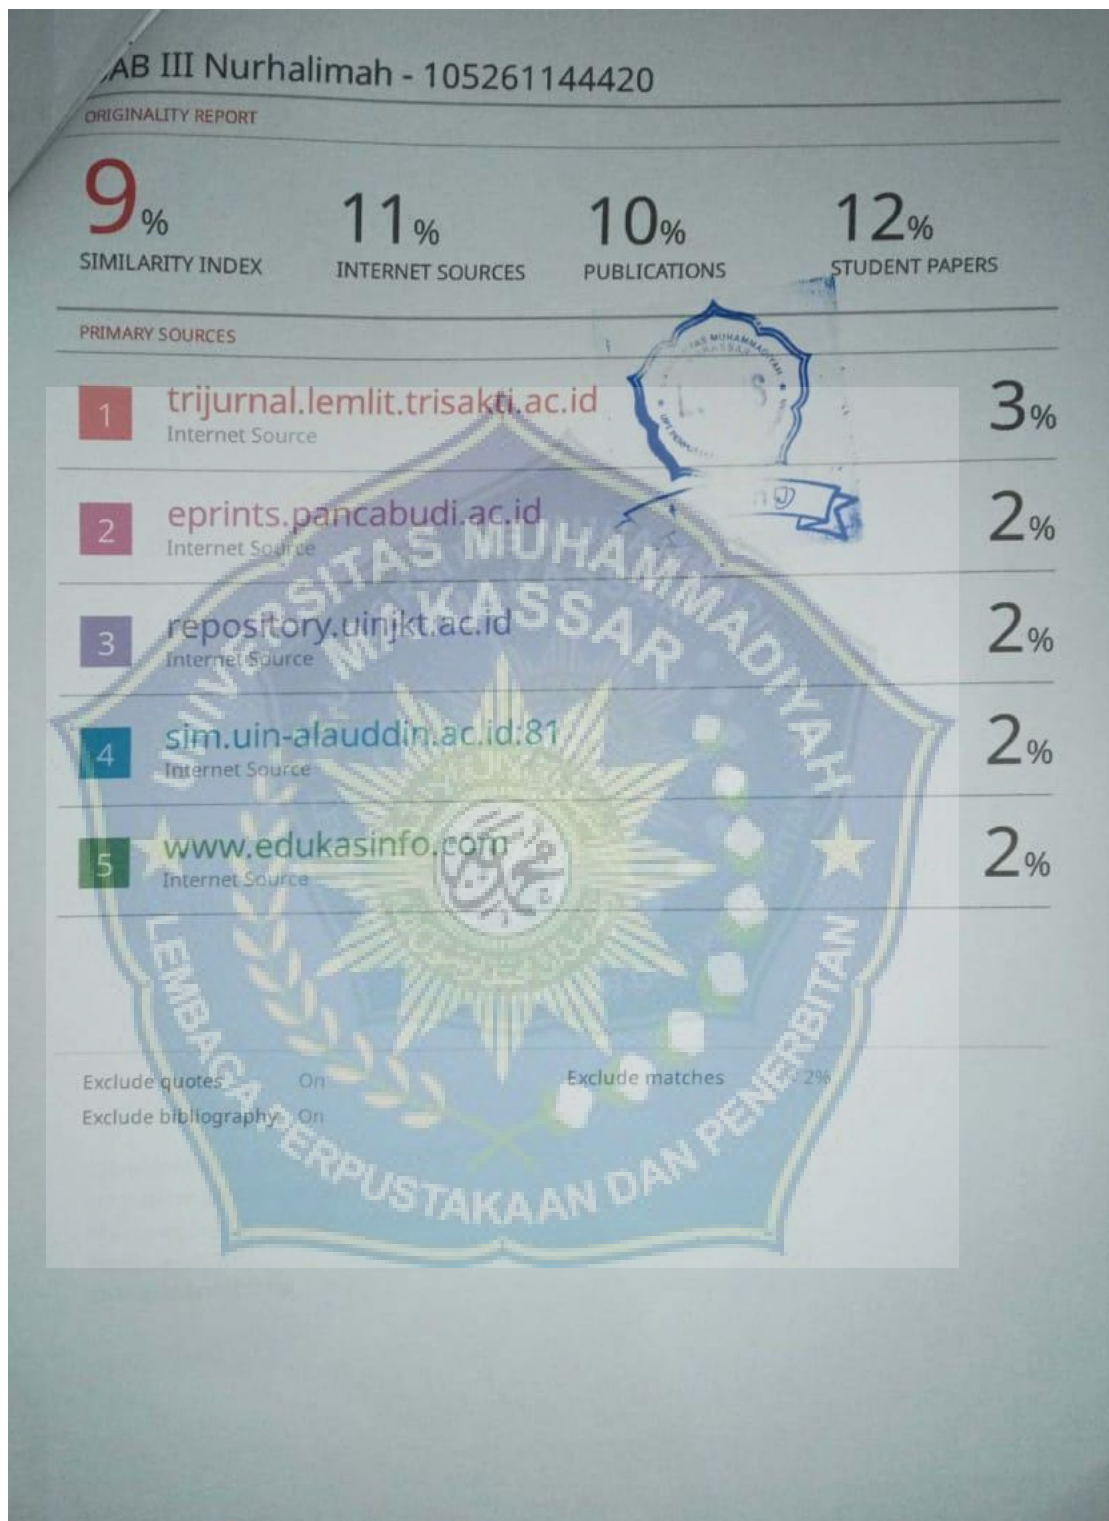 AB III Nurhalimah - 105261144420
ORIGINALITY REPORT
9% 11% 10% 12%
SIMILARITY INDEX INTERNET SOURCES PUBLICATIONS STUDENT PAPERS
PRIMARY SOURCES
1 trijurnal.lemlit.trisakti.ac.id 3%
Internet Source
2 eprints.pancabudi.ac.id 2%
Internet Source
3 repository.uinjkt.ac.id 2%
Internet Source
4 sim.uin-alauddin.ac.id:81 2%
Internet Source
5 www.edukasinfo.com 2%
Internet Source
Exclude quotes On Exclude matches 2%
Exclude bibliography On
UNIVERSITAS MUHAMMADIYAH
MAKASSAR
LEMBAGA PERPUSTAKAAN DAN PENERBITAN